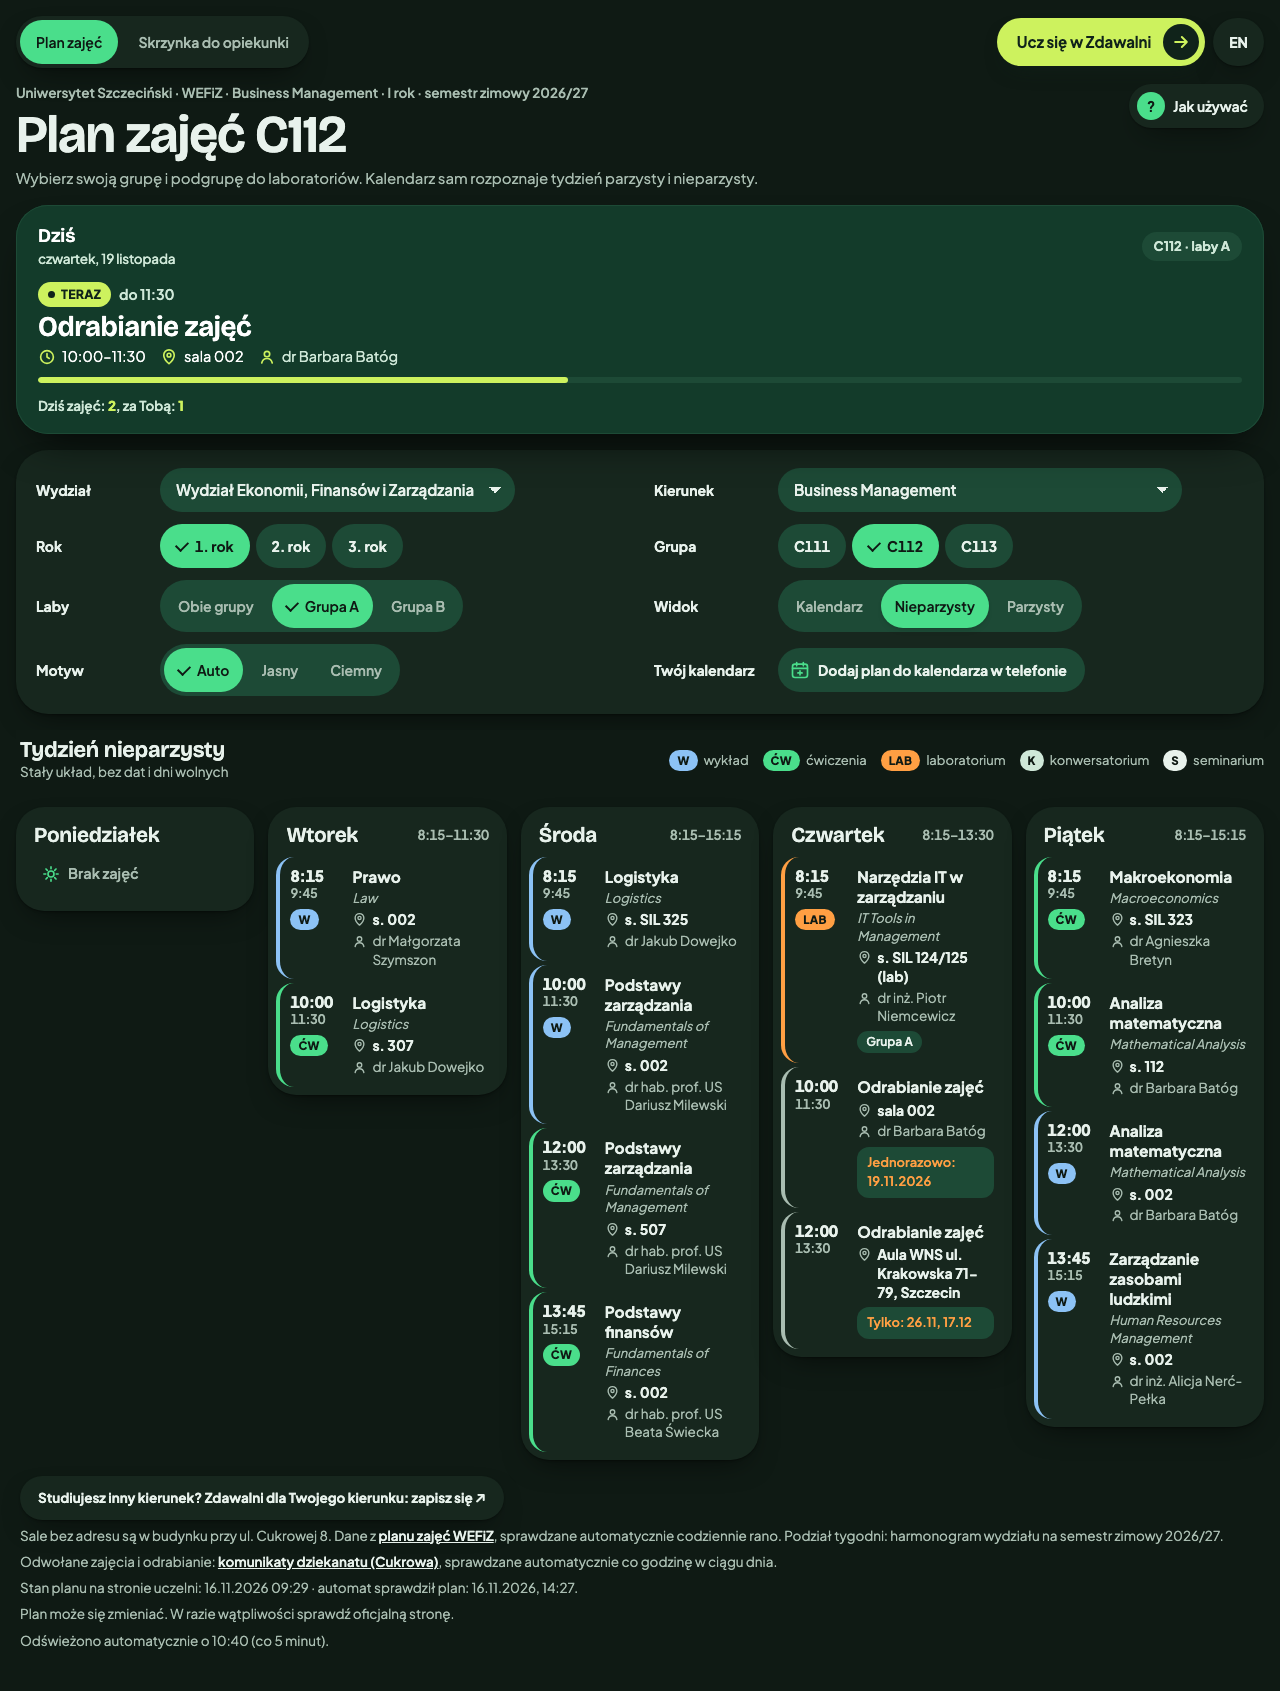 Plan zajęć
Skrzynka do opiekunki
Ucz się w Zdawalni
EN
Uniwersytet Szczeciński · WEFiZ · Business Management · I rok · semestr zimowy 2026/27
Plan zajęć C112
? Jak używać
Wybierz swoją grupę i podgrupę do laboratoriów. Kalendarz sam rozpoznaje tydzień parzysty i nieparzysty.
Dziś
czwartek, 19 listopada
C112 · laby A
TERAZ do 11:30
Odrabianie zajęć
10:00–11:30 sala 002 dr Barbara Batóg
Dziś zajęć: 2, za Tobą: 1
Wydział
Wydział Ekonomii, Finansów i Zarządzania
Kierunek
Business Management
Rok
1. rok 2. rok 3. rok
Grupa
C111 C112 C113
Laby
Obie grupy Grupa A Grupa B
Widok
Kalendarz Nieparzysty Parzysty
Motyw
Auto Jasny Ciemny
Twój kalendarz
Dodaj plan do kalendarza w telefonie
Tydzień nieparzysty
Stały układ, bez dat i dni wolnych
W wykład ĆW ćwiczenia LAB laboratorium K konwersatorium S seminarium
Poniedziałek
Brak zajęć
Wtorek 8:15–11:30
8:15
9:45
W
Prawo
Law
s. 002
dr Małgorzata
Szymszon
10:00
11:30
ĆW
Logistyka
Logistics
s. 307
dr Jakub Dowejko
Środa 8:15–15:15
8:15
9:45
W
Logistyka
Logistics
s. SIL 325
dr Jakub Dowejko
10:00
11:30
W
Podstawy
zarządzania
Fundamentals of
Management
s. 002
dr hab. prof. US
Dariusz Milewski
12:00
13:30
ĆW
Podstawy
zarządzania
Fundamentals of
Management
s. 507
dr hab. prof. US
Dariusz Milewski
13:45
15:15
ĆW
Podstawy
finansów
Fundamentals of
Finances
s. 002
dr hab. prof. US
Beata Świecka
Czwartek 8:15–13:30
8:15
9:45
LAB
Narzędzia IT w
zarządzaniu
IT Tools in
Management
s. SIL 124/125
(lab)
dr inż. Piotr
Niemcewicz
Grupa A
10:00
11:30
Odrabianie zajęć
sala 002
dr Barbara Batóg
Jednorazowo:
19.11.2026
12:00
13:30
Odrabianie zajęć
Aula WNS ul.
Krakowska 71–
79, Szczecin
Tylko: 26.11, 17.12
Piątek 8:15–15:15
8:15
9:45
ĆW
Makroekonomia
Macroeconomics
s. SIL 323
dr Agnieszka
Bretyn
10:00
11:30
ĆW
Analiza
matematyczna
Mathematical Analysis
s. 112
dr Barbara Batóg
12:00
13:30
W
Analiza
matematyczna
Mathematical Analysis
s. 002
dr Barbara Batóg
13:45
15:15
W
Zarządzanie
zasobami
ludzkimi
Human Resources
Management
s. 002
dr inż. Alicja Nerć-
Pełka
Studiujesz inny kierunek? Zdawalni dla Twojego kierunku: zapisz się ↗
Sale bez adresu są w budynku przy ul. Cukrowej 8. Dane z planu zajęć WEFiZ, sprawdzane automatycznie codziennie rano. Podział tygodni: harmonogram wydziału na semestr zimowy 2026/27.
Odwołane zajęcia i odrabianie: komunikaty dziekanatu (Cukrowa), sprawdzane automatycznie co godzinę w ciągu dnia.
Stan planu na stronie uczelni: 16.11.2026 09:29 · automat sprawdził plan: 16.11.2026, 14:27.
Plan może się zmieniać. W razie wątpliwości sprawdź oficjalną stronę.
Odświeżono automatycznie o 10:40 (co 5 minut).